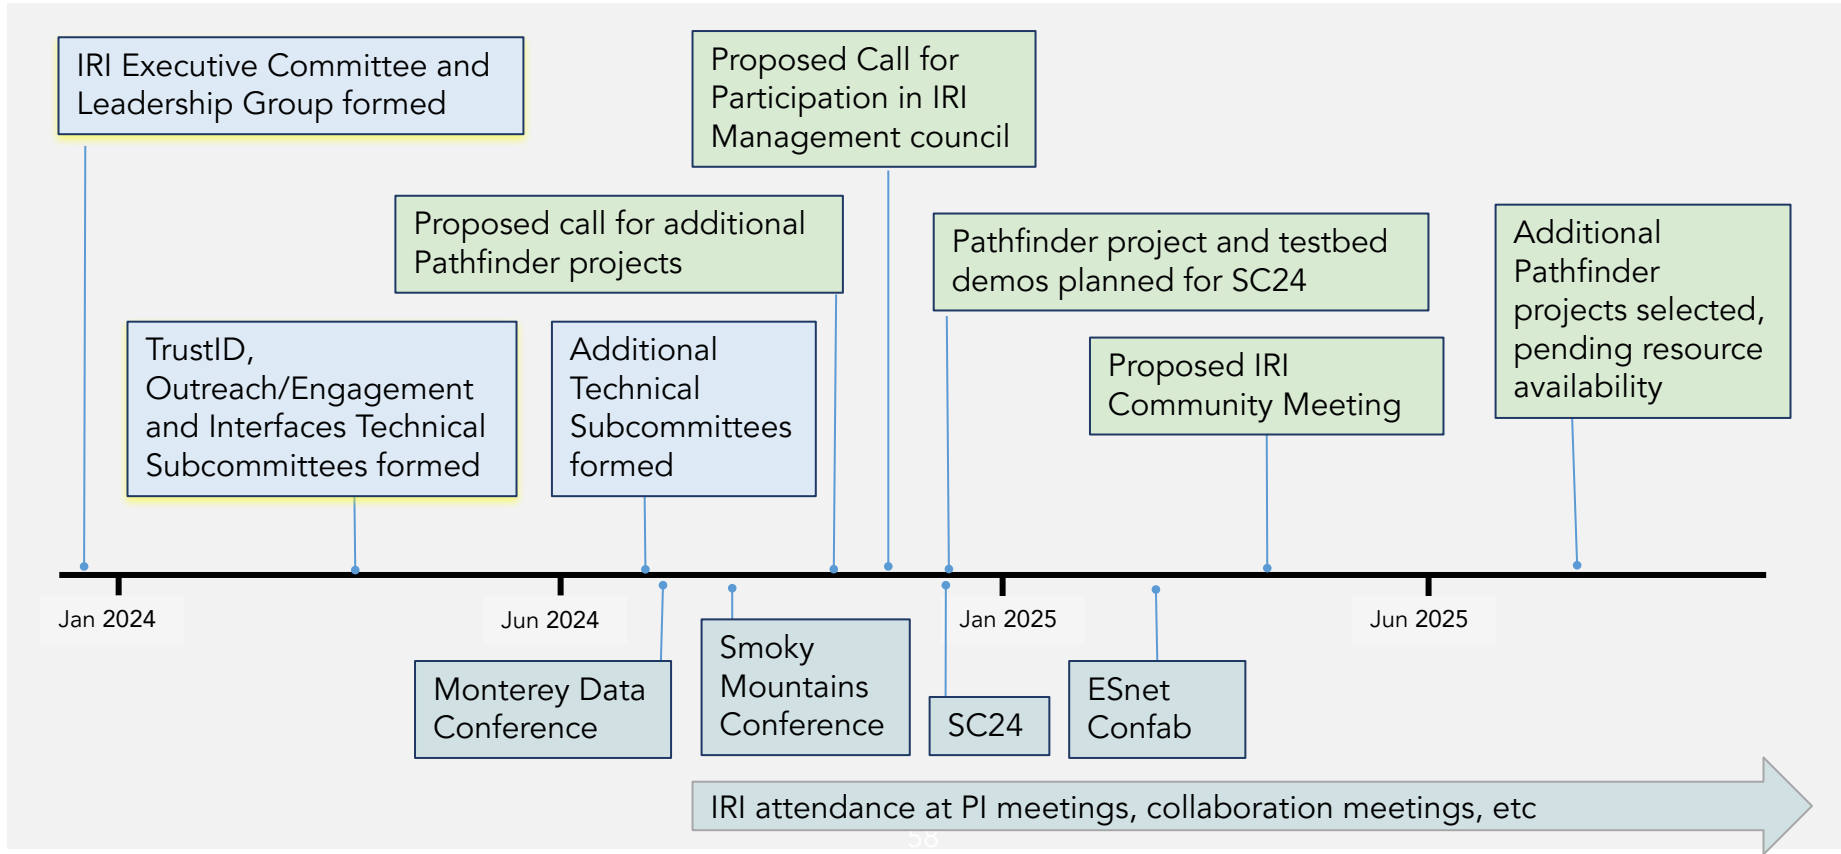 IRI Executive Committee and
Leadership Group formed
Proposed Call for
Participation in IRI
Management council
Proposed call for additional
Pathfinder projects
Pathfinder project and testbed
demos planned for SC24
Additional
Pathfinder
projects selected,
pending resource
availability
TrustID,
Outreach/Engagement
and Interfaces Technical
Subcommittees formed
Additional
Technical
Subcommittees
formed
Proposed IRI
Community Meeting
Jan 2024
Jun 2024
Jan 2025
Jun 2025
Monterey Data
Conference
Smoky
Mountains
Conference
SC24
ESnet
Confab
IRI attendance at PI meetings, collaboration meetings, etc
58